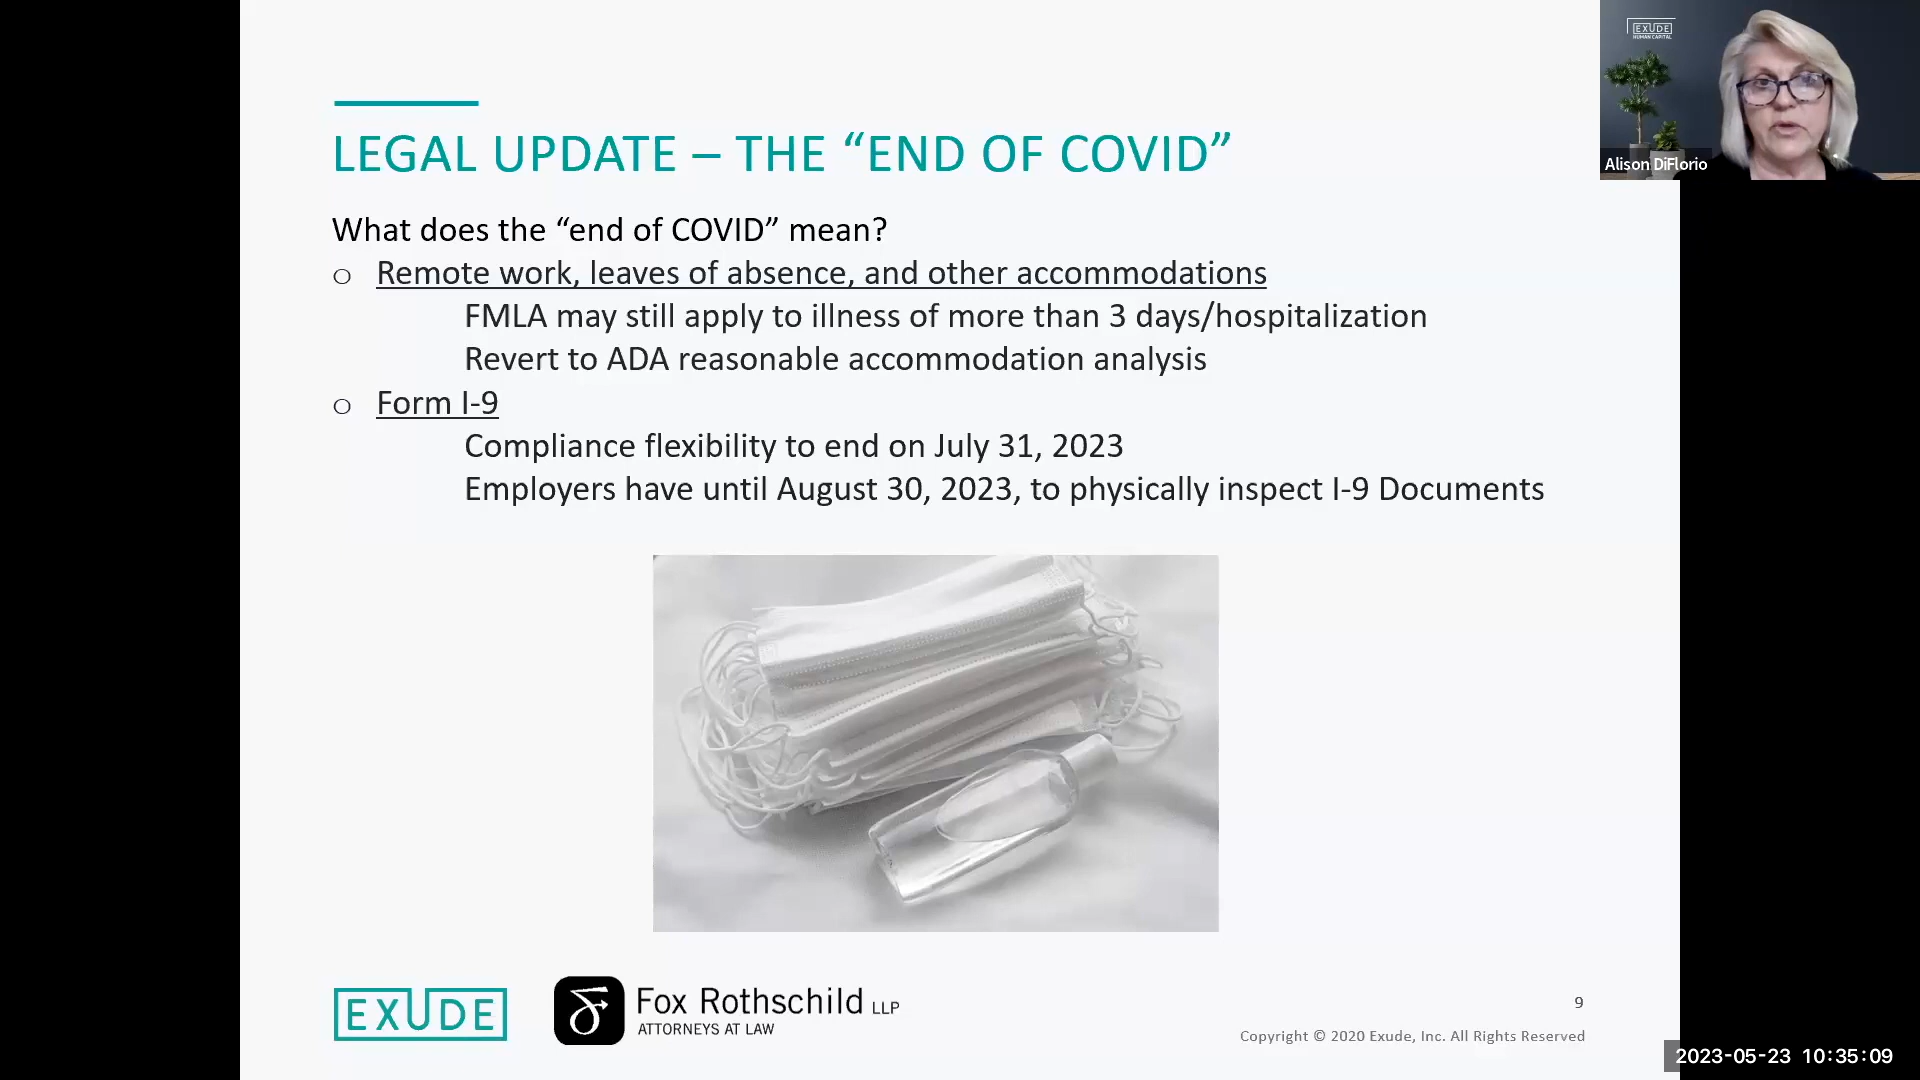 EXUDE
HUMAN CAPITAL
Alison DiFlorio
LEGAL UPDATE – THE “END OF COVID”
What does the “end of COVID” mean?
o Remote work, leaves of absence, and other accommodations
FMLA may still apply to illness of more than 3 days/hospitalization
Revert to ADA reasonable accommodation analysis
o Form I-9
Compliance flexibility to end on July 31, 2023
Employers have until August 30, 2023, to physically inspect I-9 Documents
EXUDE
Fox Rothschild LLP
ATTORNEYS AT LAW
9
Copyright © 2020 Exude, Inc. All Rights Reserved
2023-05-23 10:35:09